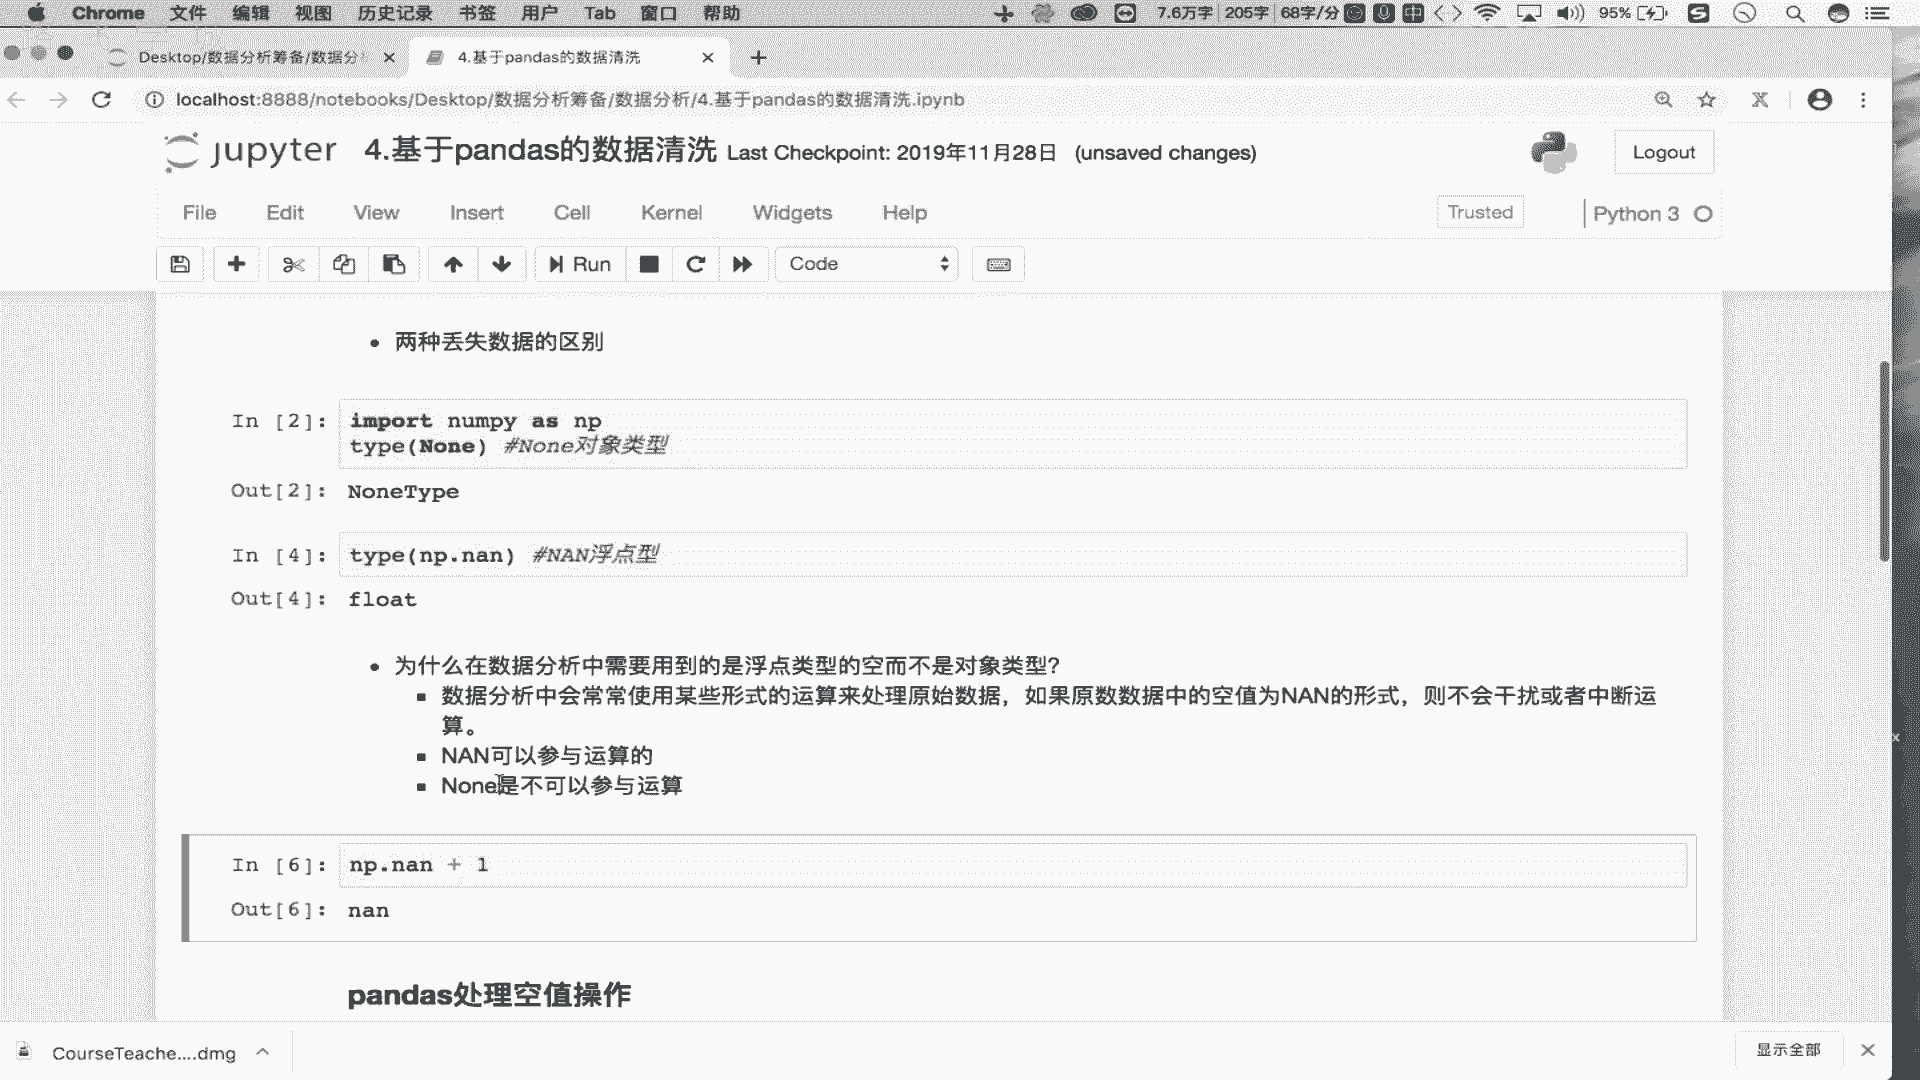 Chrome 文件 编辑 视图 历史记录 书签 用户 Tab 窗口 帮助 7.6万字 205字 68字/分 中 95%
Desktop/数据分析筹备/数据分 4.基于pandas的数据清洗
localhost:8888/notebooks/Desktop/数据分析筹备/数据分析/4.基于pandas的数据清洗.ipynb
jupyter 4.基于pandas的数据清洗 Last Checkpoint: 2019年11月28日 (unsaved changes) Logout
File Edit View Insert Cell Kernel Widgets Help Trusted Python 3
Run Code
• 两种丢失数据的区别
In [2]: import numpy as np
type(None) #None对象类型
Out[2]: NoneType
In [4]: type(np.nan) #NAN浮点型
Out[4]: float
• 为什么在数据分析中需要用到的是浮点类型的空而不是对象类型?
▪ 数据分析中会常常使用某些形式的运算来处理原始数据，如果原数数据中的空值为NAN的形式，则不会干扰或者中断运
算。
▪ NAN可以参与运算的
▪ None是不可以参与运算
In [6]: np.nan + 1
Out[6]: nan
pandas处理空值操作
CourseTeache....dmg 显示全部